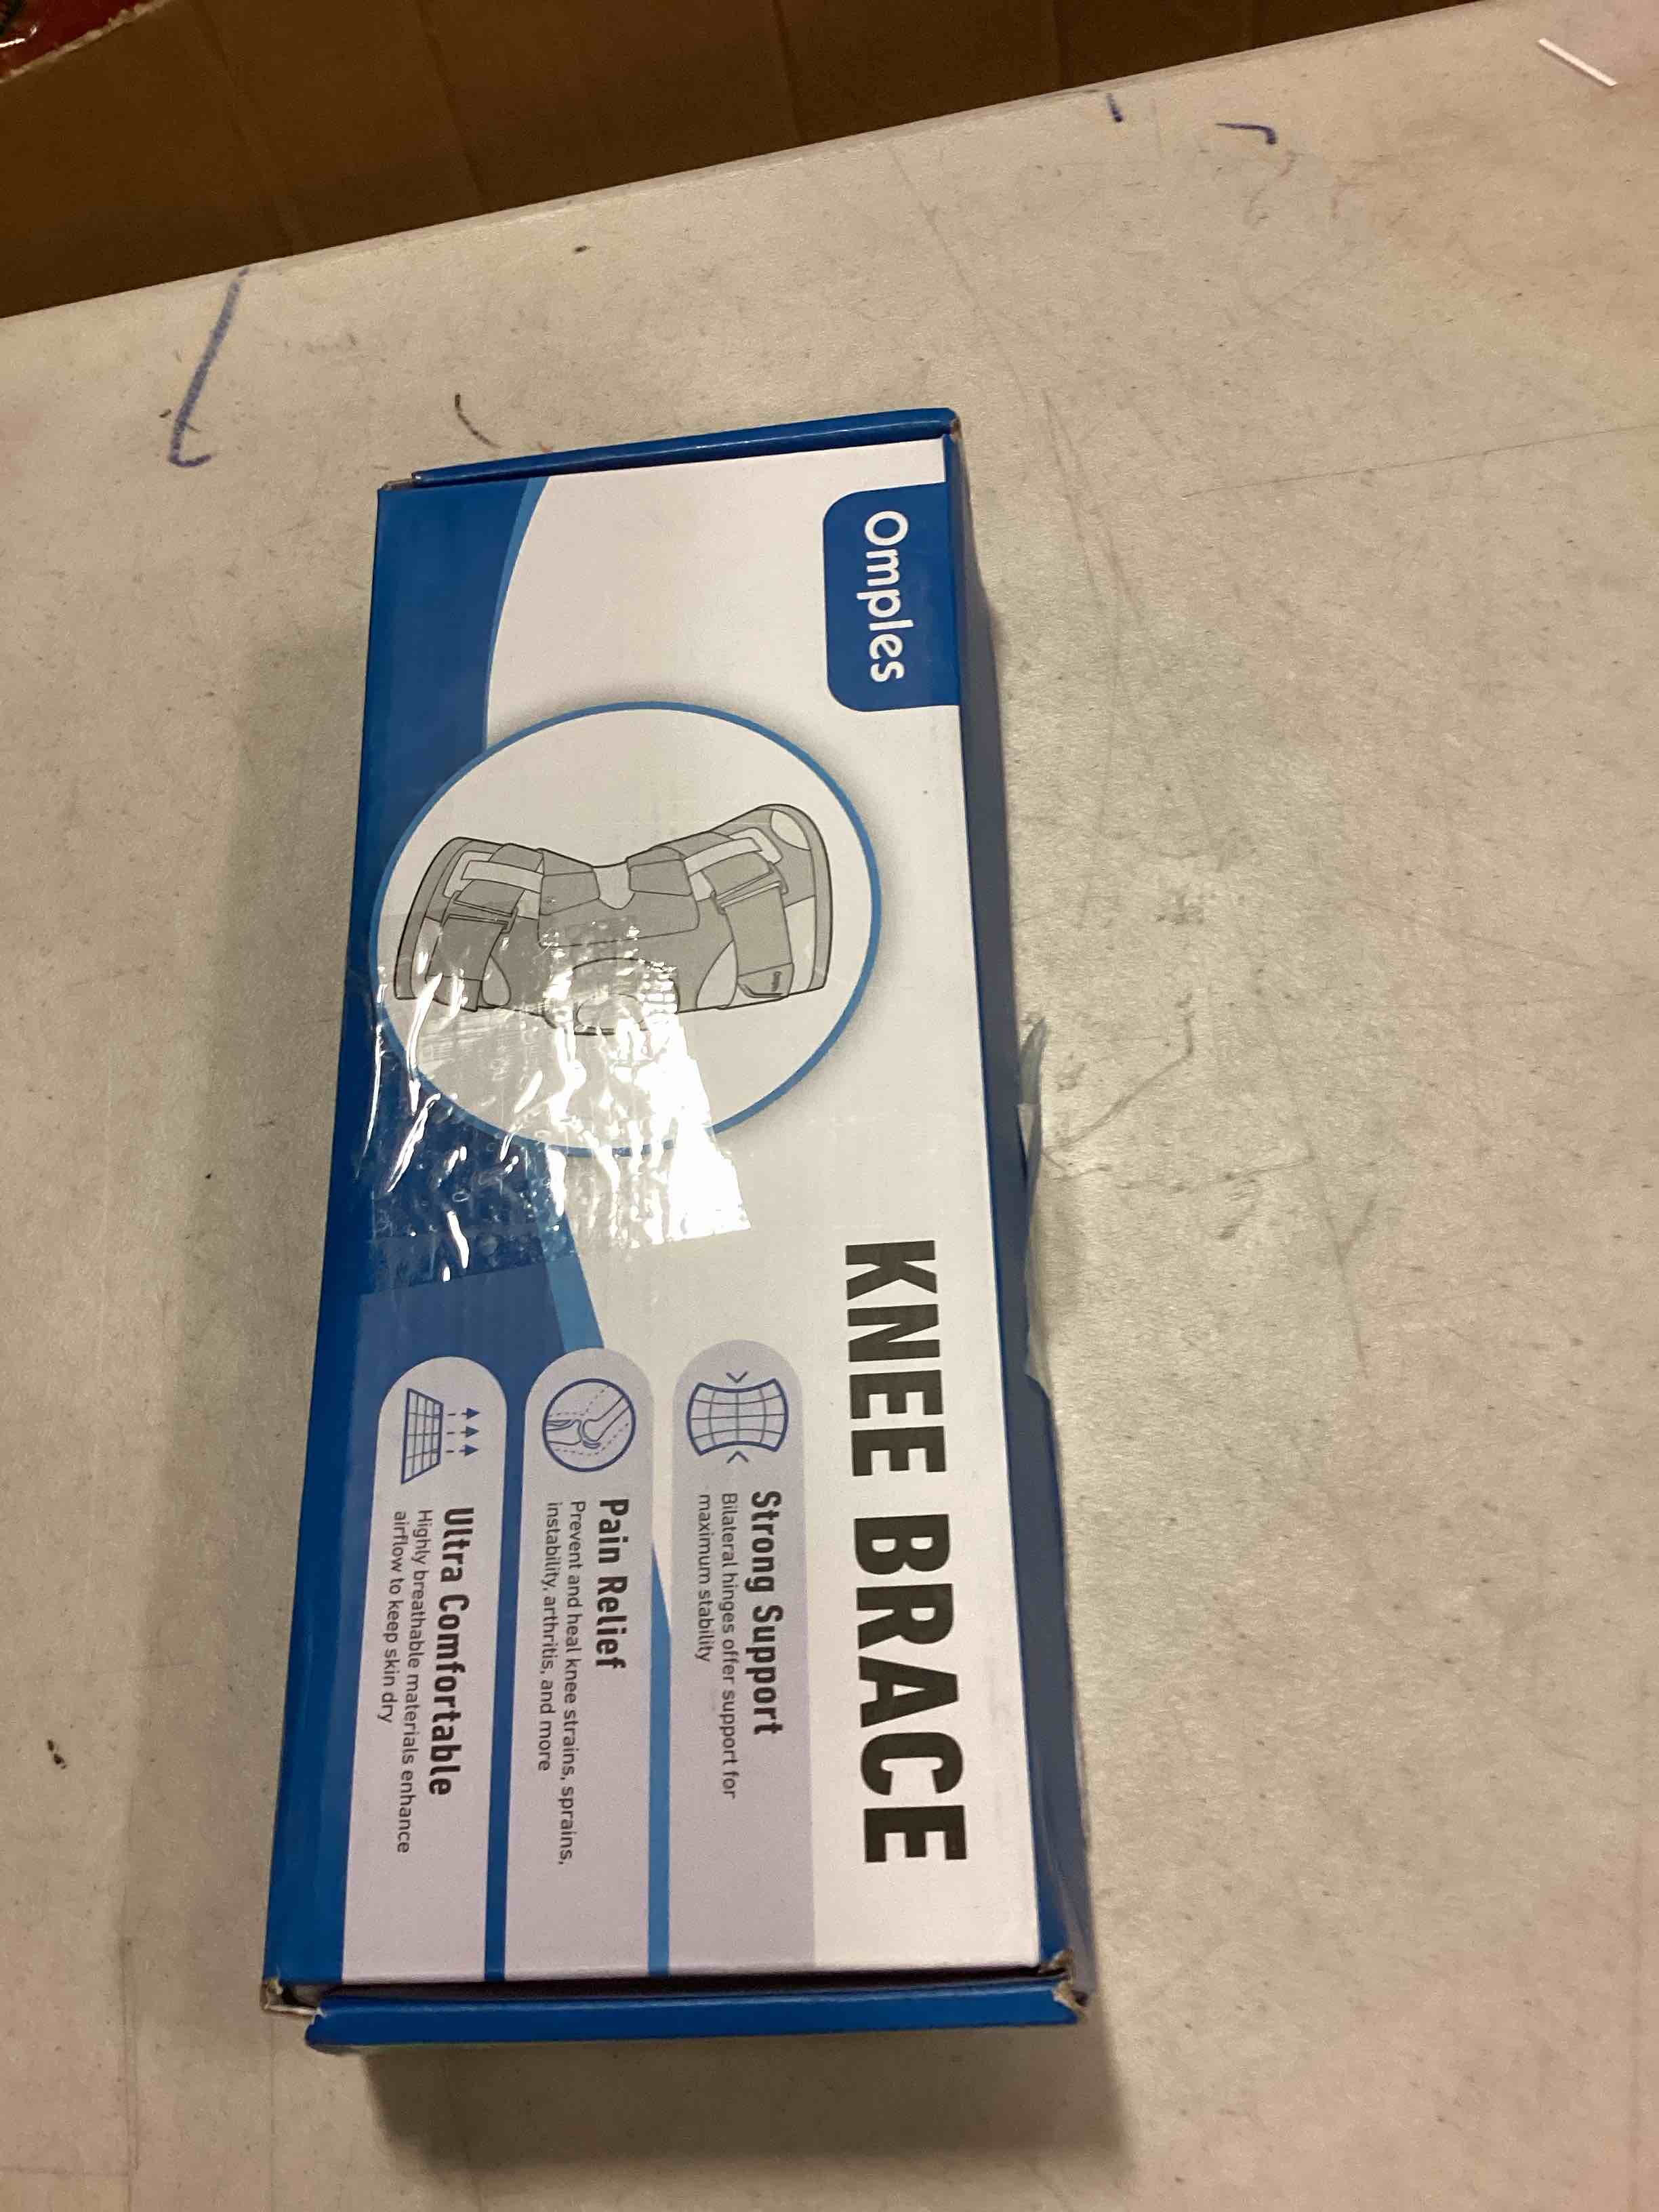 Omples
KNEE BRACE
Strong Support
Bilateral hinges offer support for
maximum stability
Pain Relief
Prevent and heal knee strains, sprains,
instability, arthritis, and more
Ultra Comfortable
Highly breathable materials enhance
airflow to keep skin dry